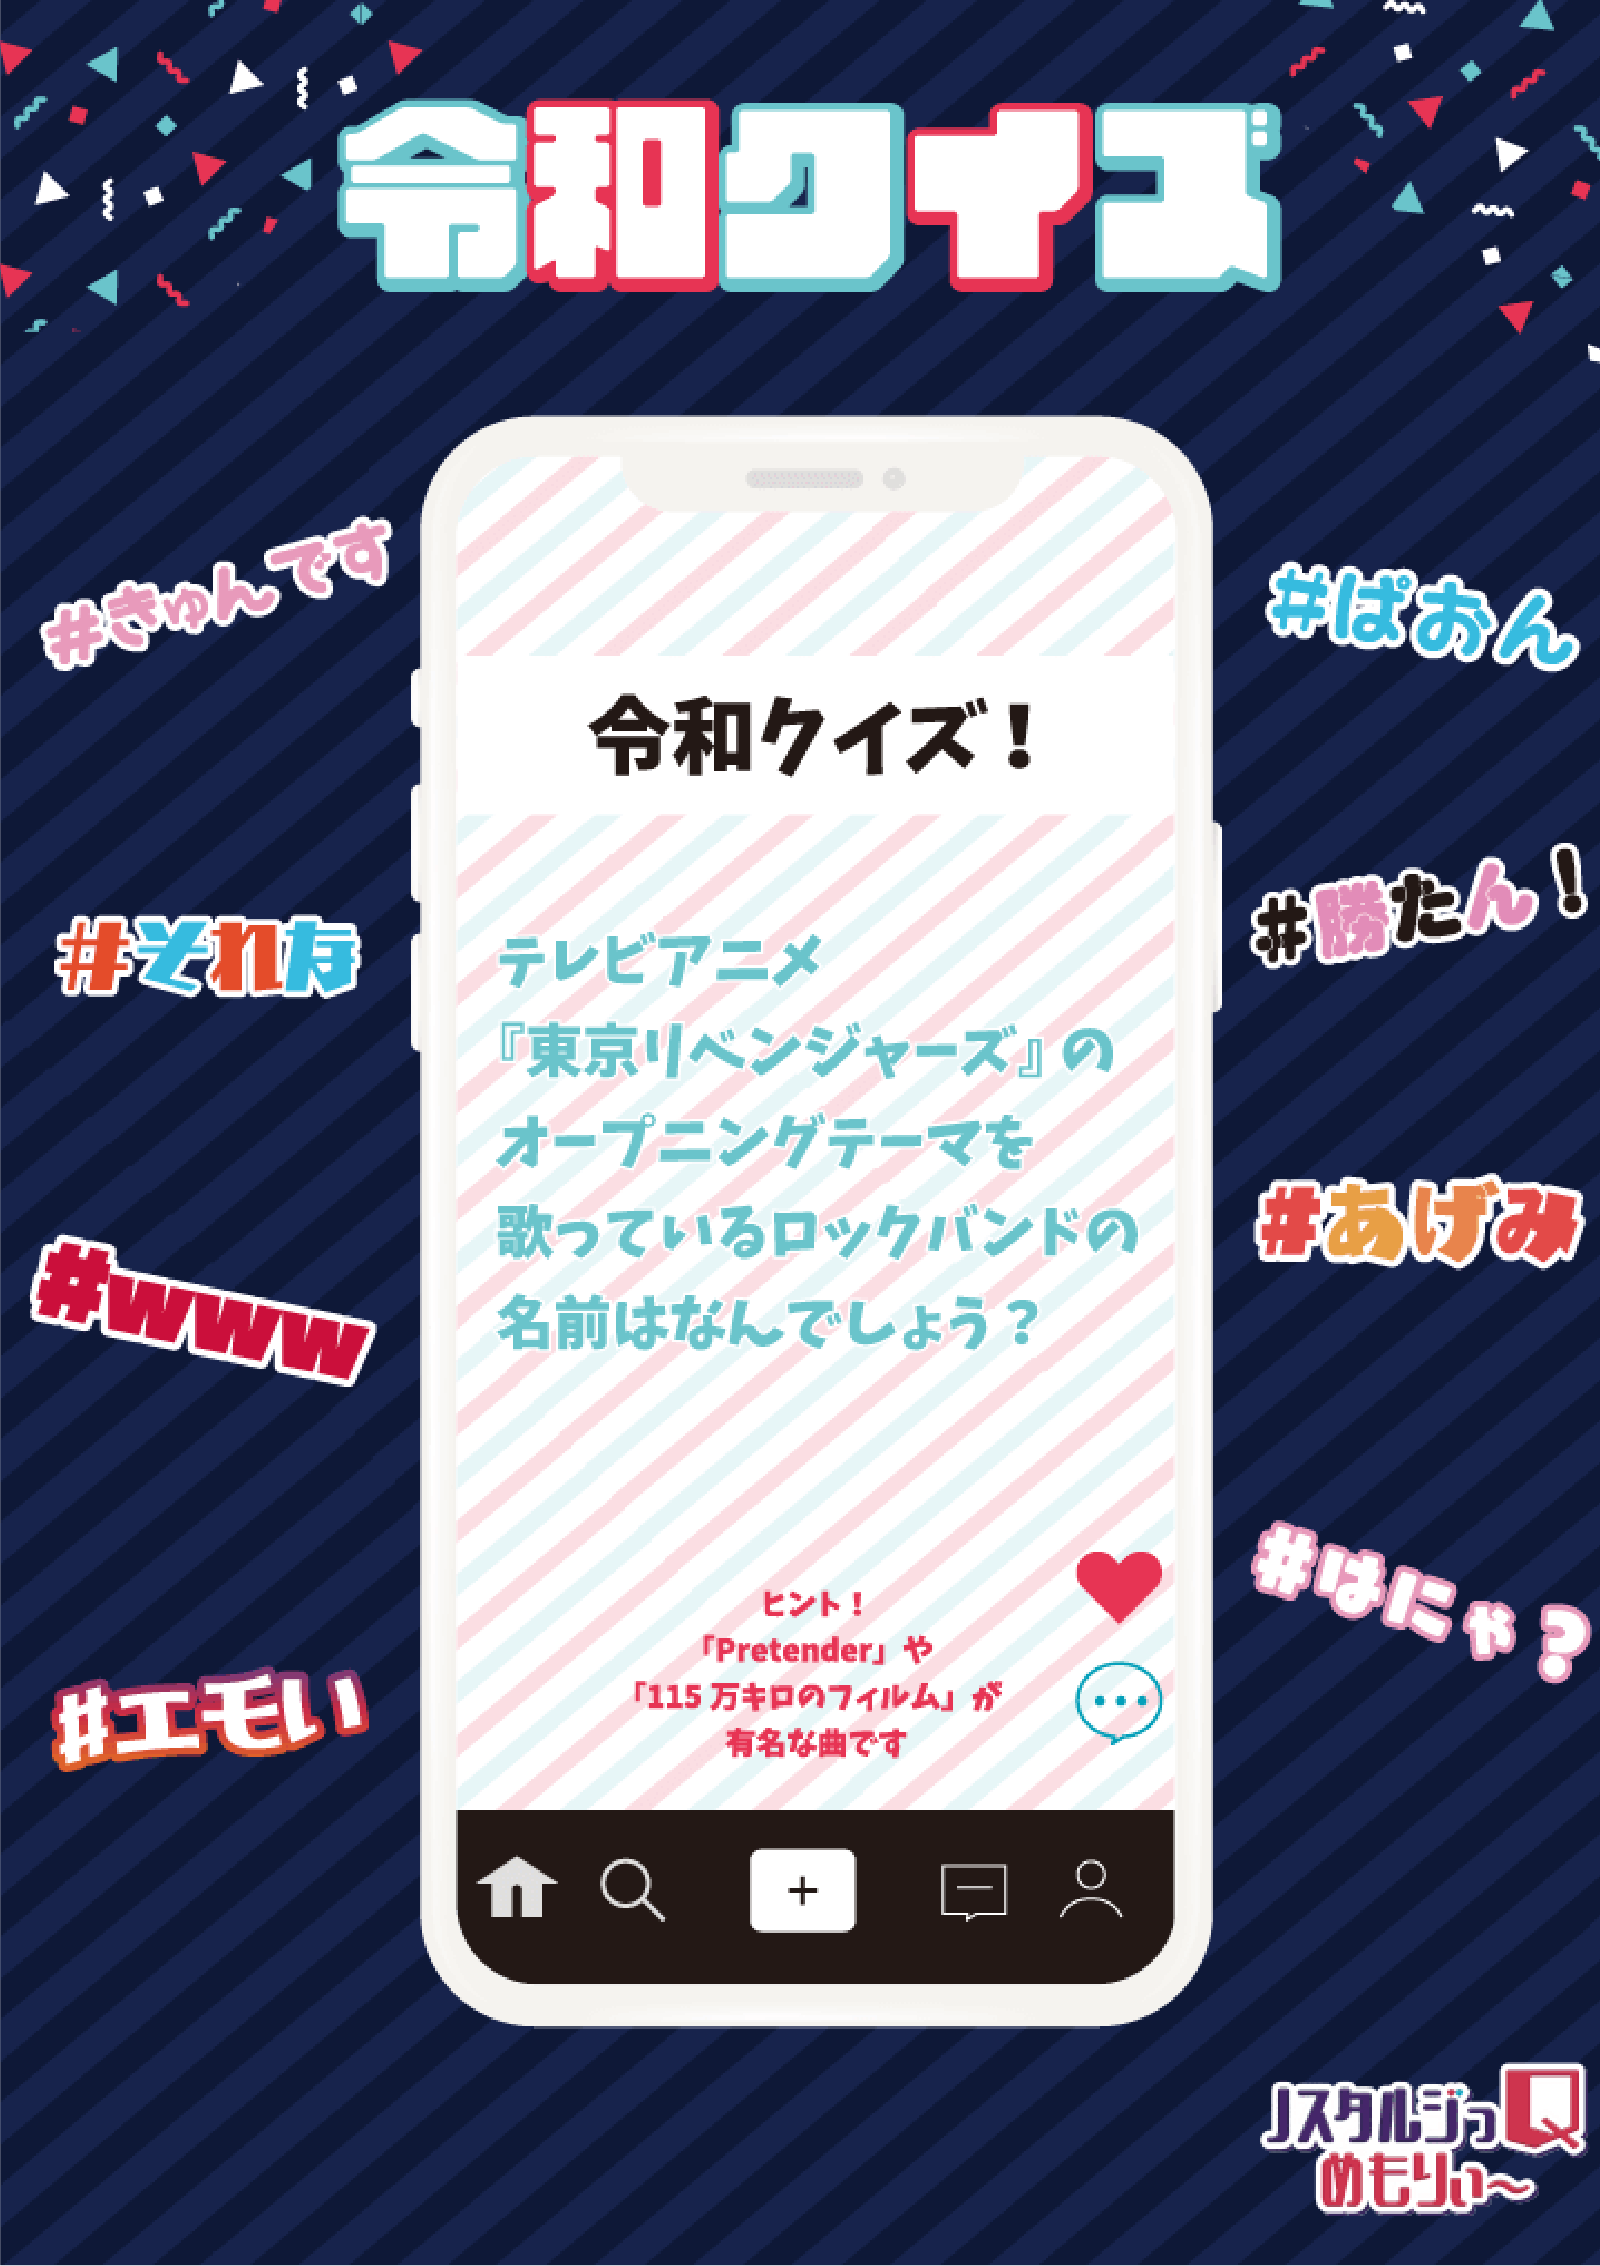 令和クイズ
#きゅんです
#ぱおん
令和クイズ！
#それな
#勝たん！
テレビアニメ
『東京リベンジャーズ』の
オープニングテーマを
歌っているロックバンドの
名前はなんでしょう？
#www
#あげみ
#エモい
#はにゃ？
ヒント！
「Pretender」や
「115万キロのフィルム」が
有名な曲です
ノスタルジっQ
めもりぃ〜